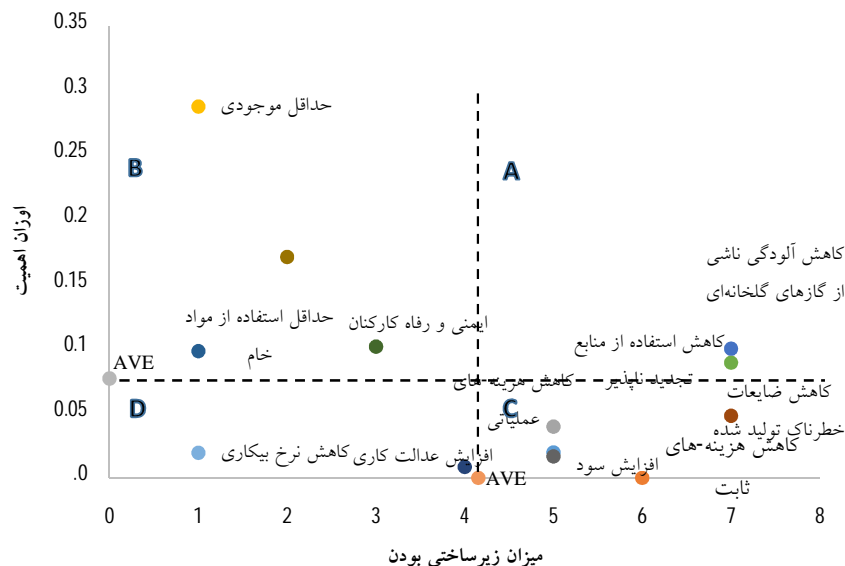 0.35
0.3
0.25
0.2
0.15
0.1
0.05
0.
اوزان اهمیت
حداقل موجودی
B
A
کاهش آلودگی ناشی
از گازهای گلخانه‌ای
حداقل استفاده از مواد
خام
ایمنی و رفاه کارکنان
کاهش استفاده از منابع
تجدید ناپذیر
AVE
کاهش هزینه-های
عملیاتی
کاهش ضایعات
خطرناک تولید شده
D
C
کاهش نرخ بیکاری
افزایش عدالت کاری
افزایش سود
کاهش هزینه-های
ثابت
AVE
0 1 2 3 4 5 6 7 8
میزان زیرساختی بودن